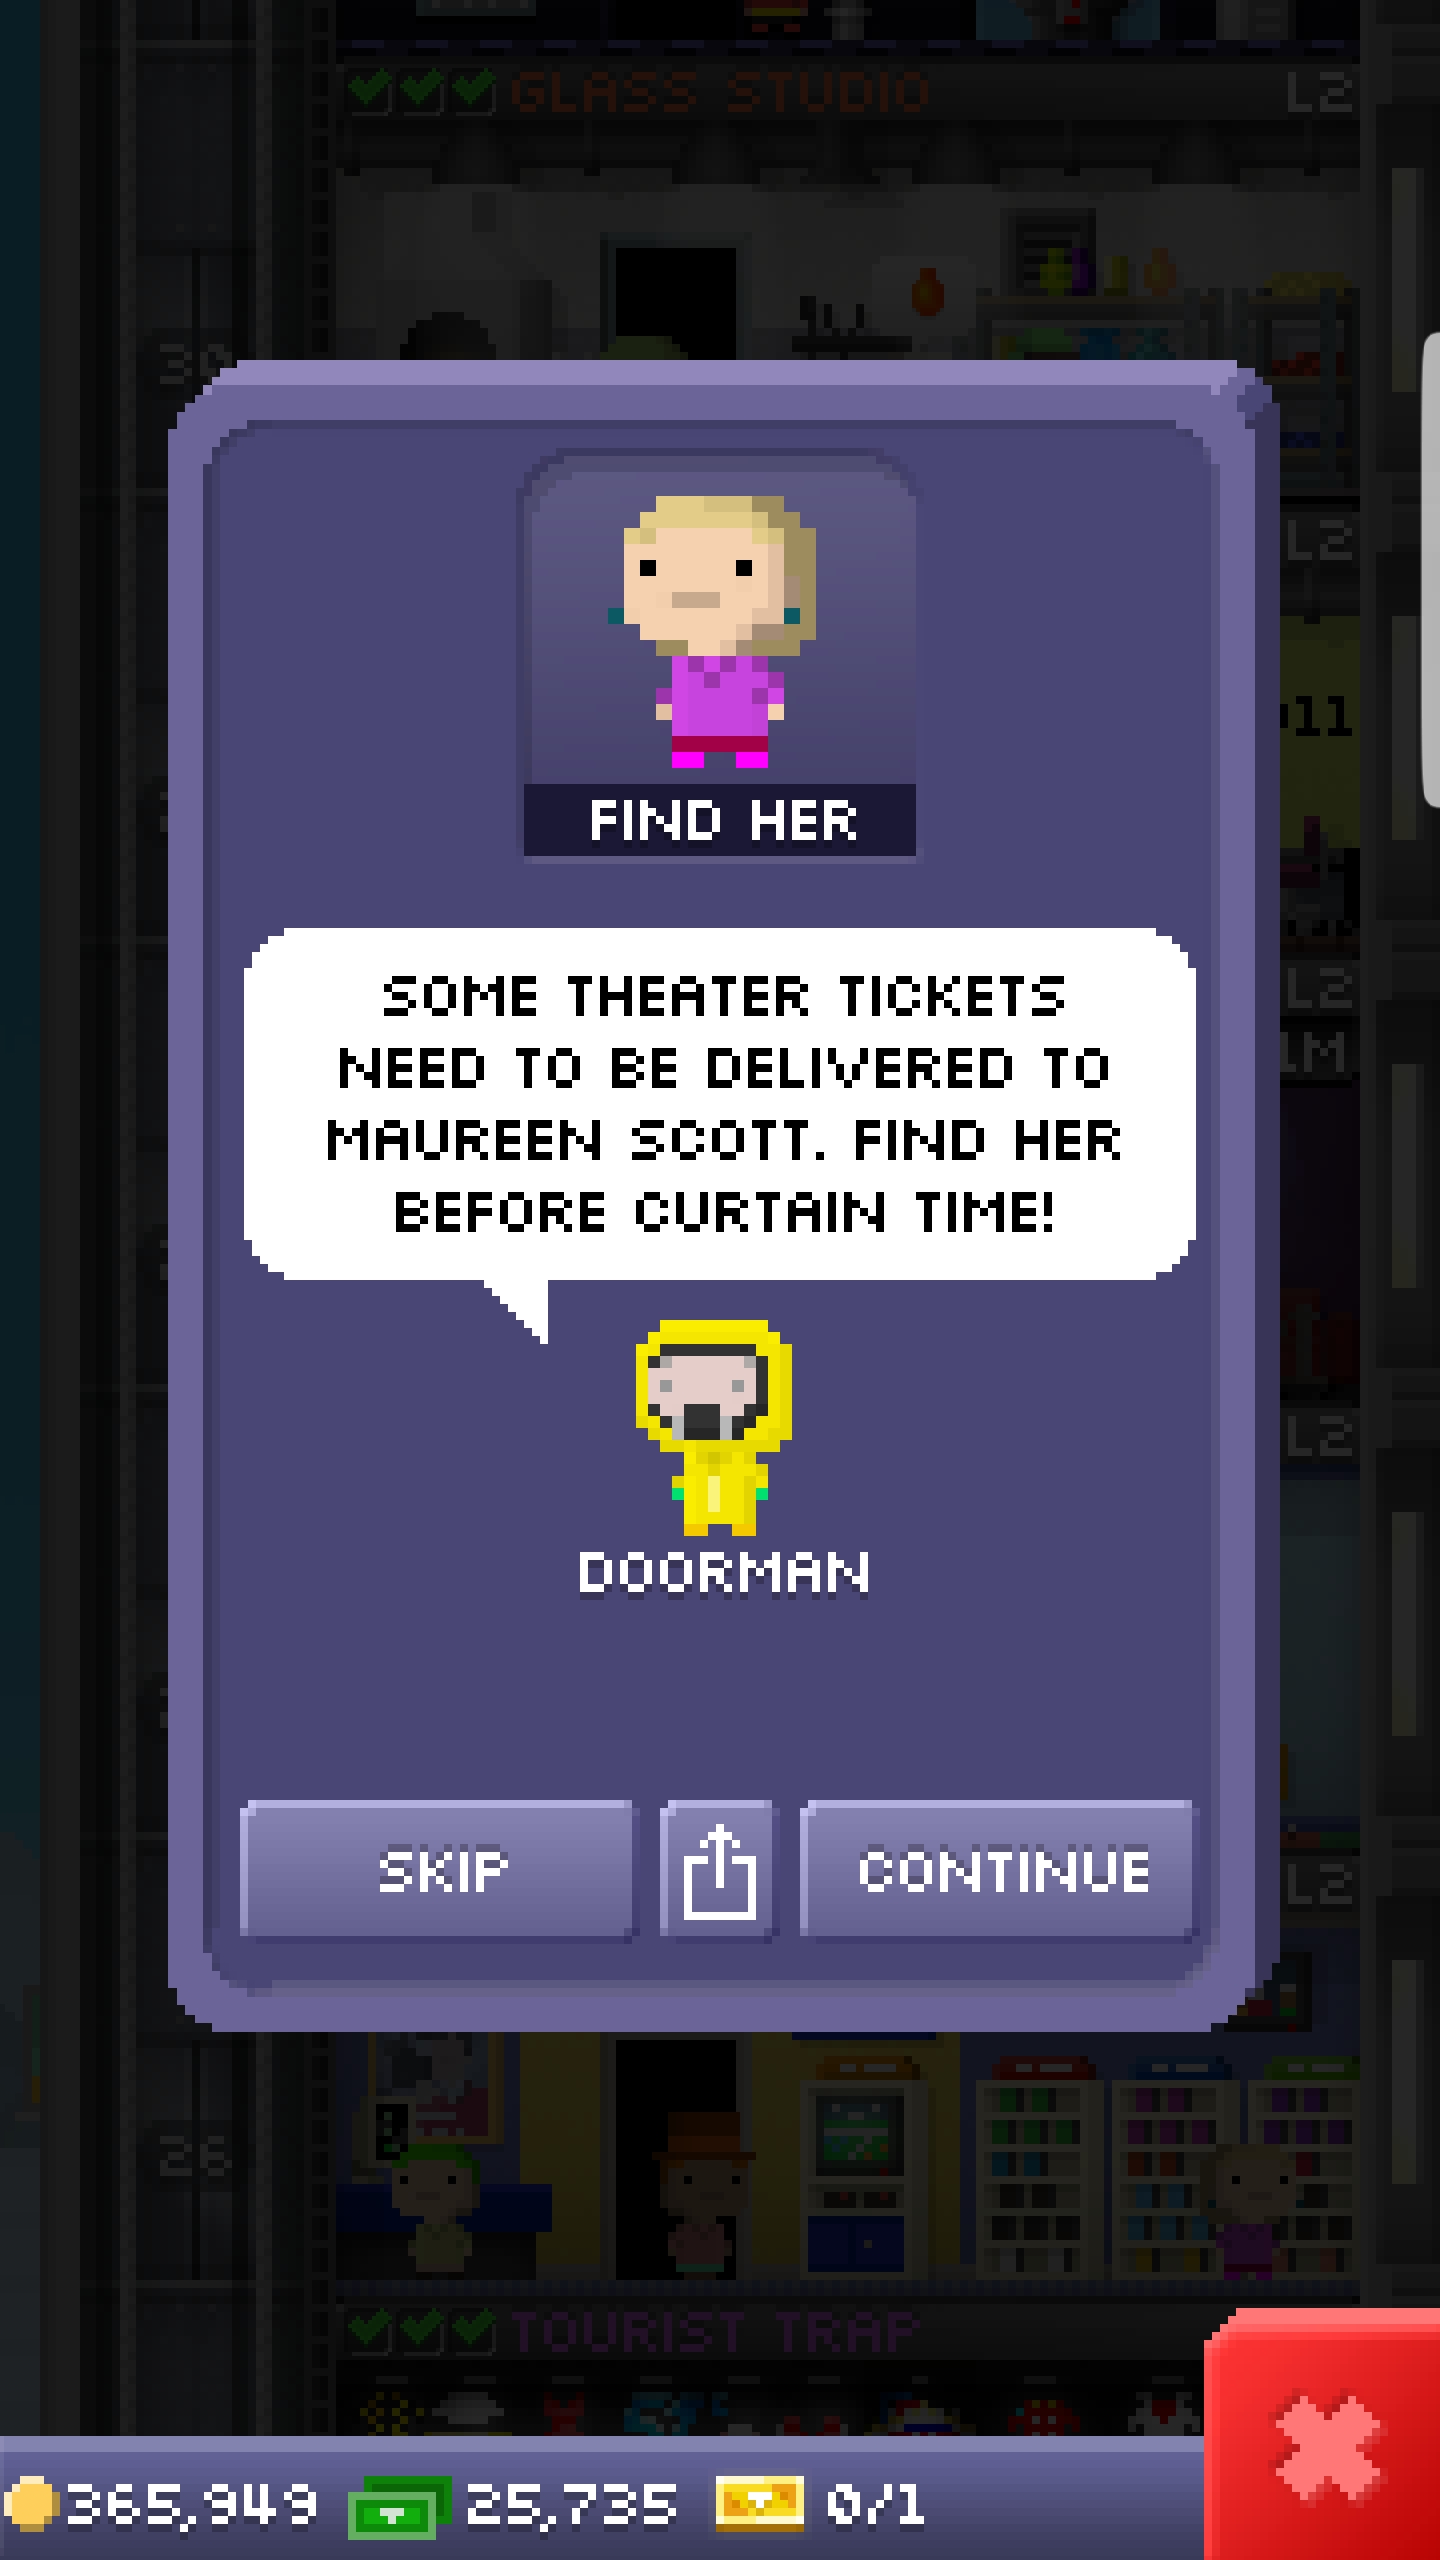 GLASS STUDIO L2
30
L2
11
L2
1M
FIND HER
SOME THEATER TICKETS
NEED TO BE DELIVERED TO
MAUREEN SCOTT. FIND HER
BEFORE CURTAIN TIME!
L2
DOORMAN
SKIP
CONTINUE
L2
26
TOURIST TRAP
365,949
25,735
0/1